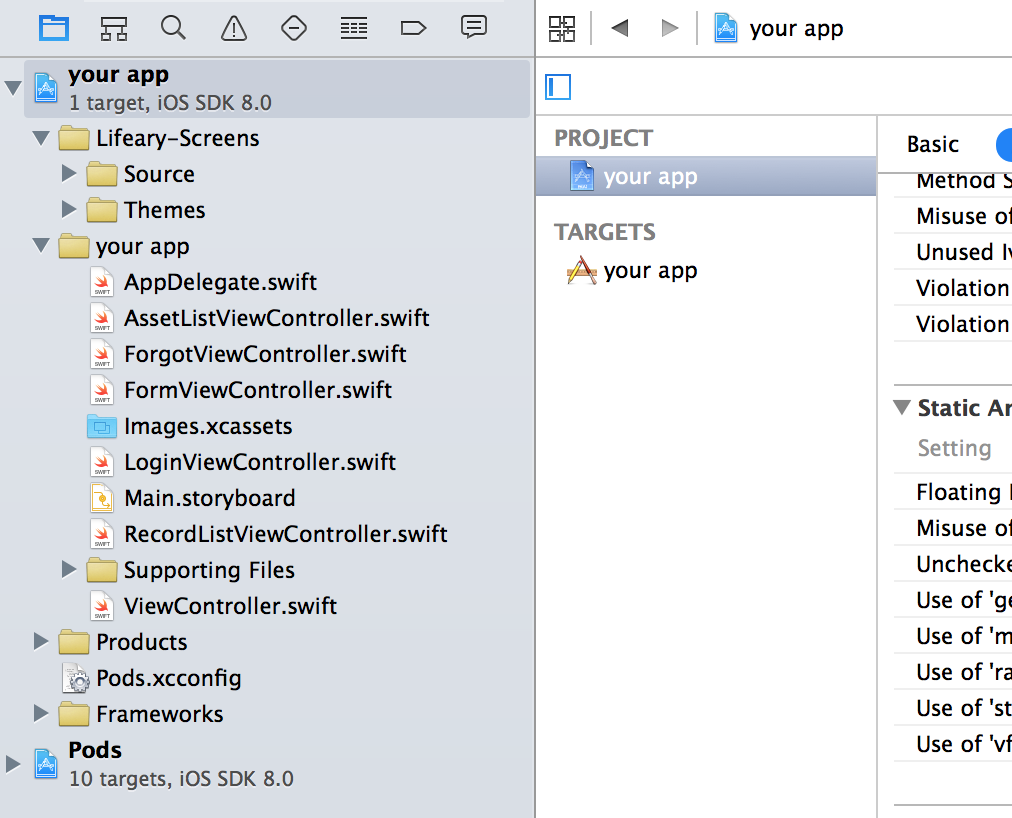 your app
1 target, iOS SDK 8.0
Lifeary-Screens
Source
Themes
your app
AppDelegate.swift
AssetListViewController.swift
ForgotViewController.swift
FormViewController.swift
Images.xcassets
LoginViewController.swift
Main.storyboard
RecordListViewController.swift
Supporting Files
ViewController.swift
Products
Pods.xcconfig
Frameworks
Pods
10 targets, iOS SDK 8.0
your app
PROJECT
your app
TARGETS
your app
Basic
Method S
Misuse of
Unused Iv
Violation
Violation
Static An
Setting
Floating
Misuse of
Unchecke
Use of 'ge
Use of 'm
Use of 'ra
Use of 'st
Use of 'vf